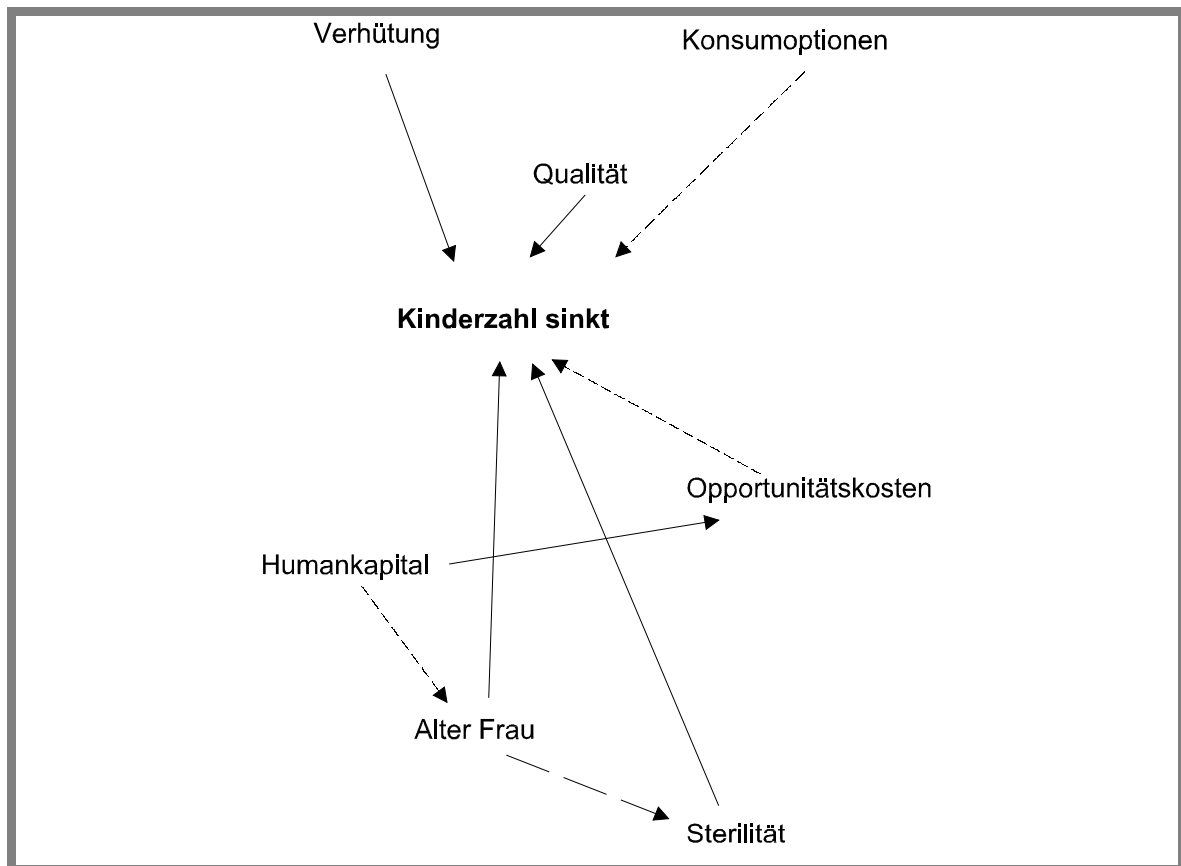 Verhütung
Konsumoptionen
Qualität
Kinderzahl sinkt
Opportunitätskosten
Humankapital
Alter Frau
Sterilität